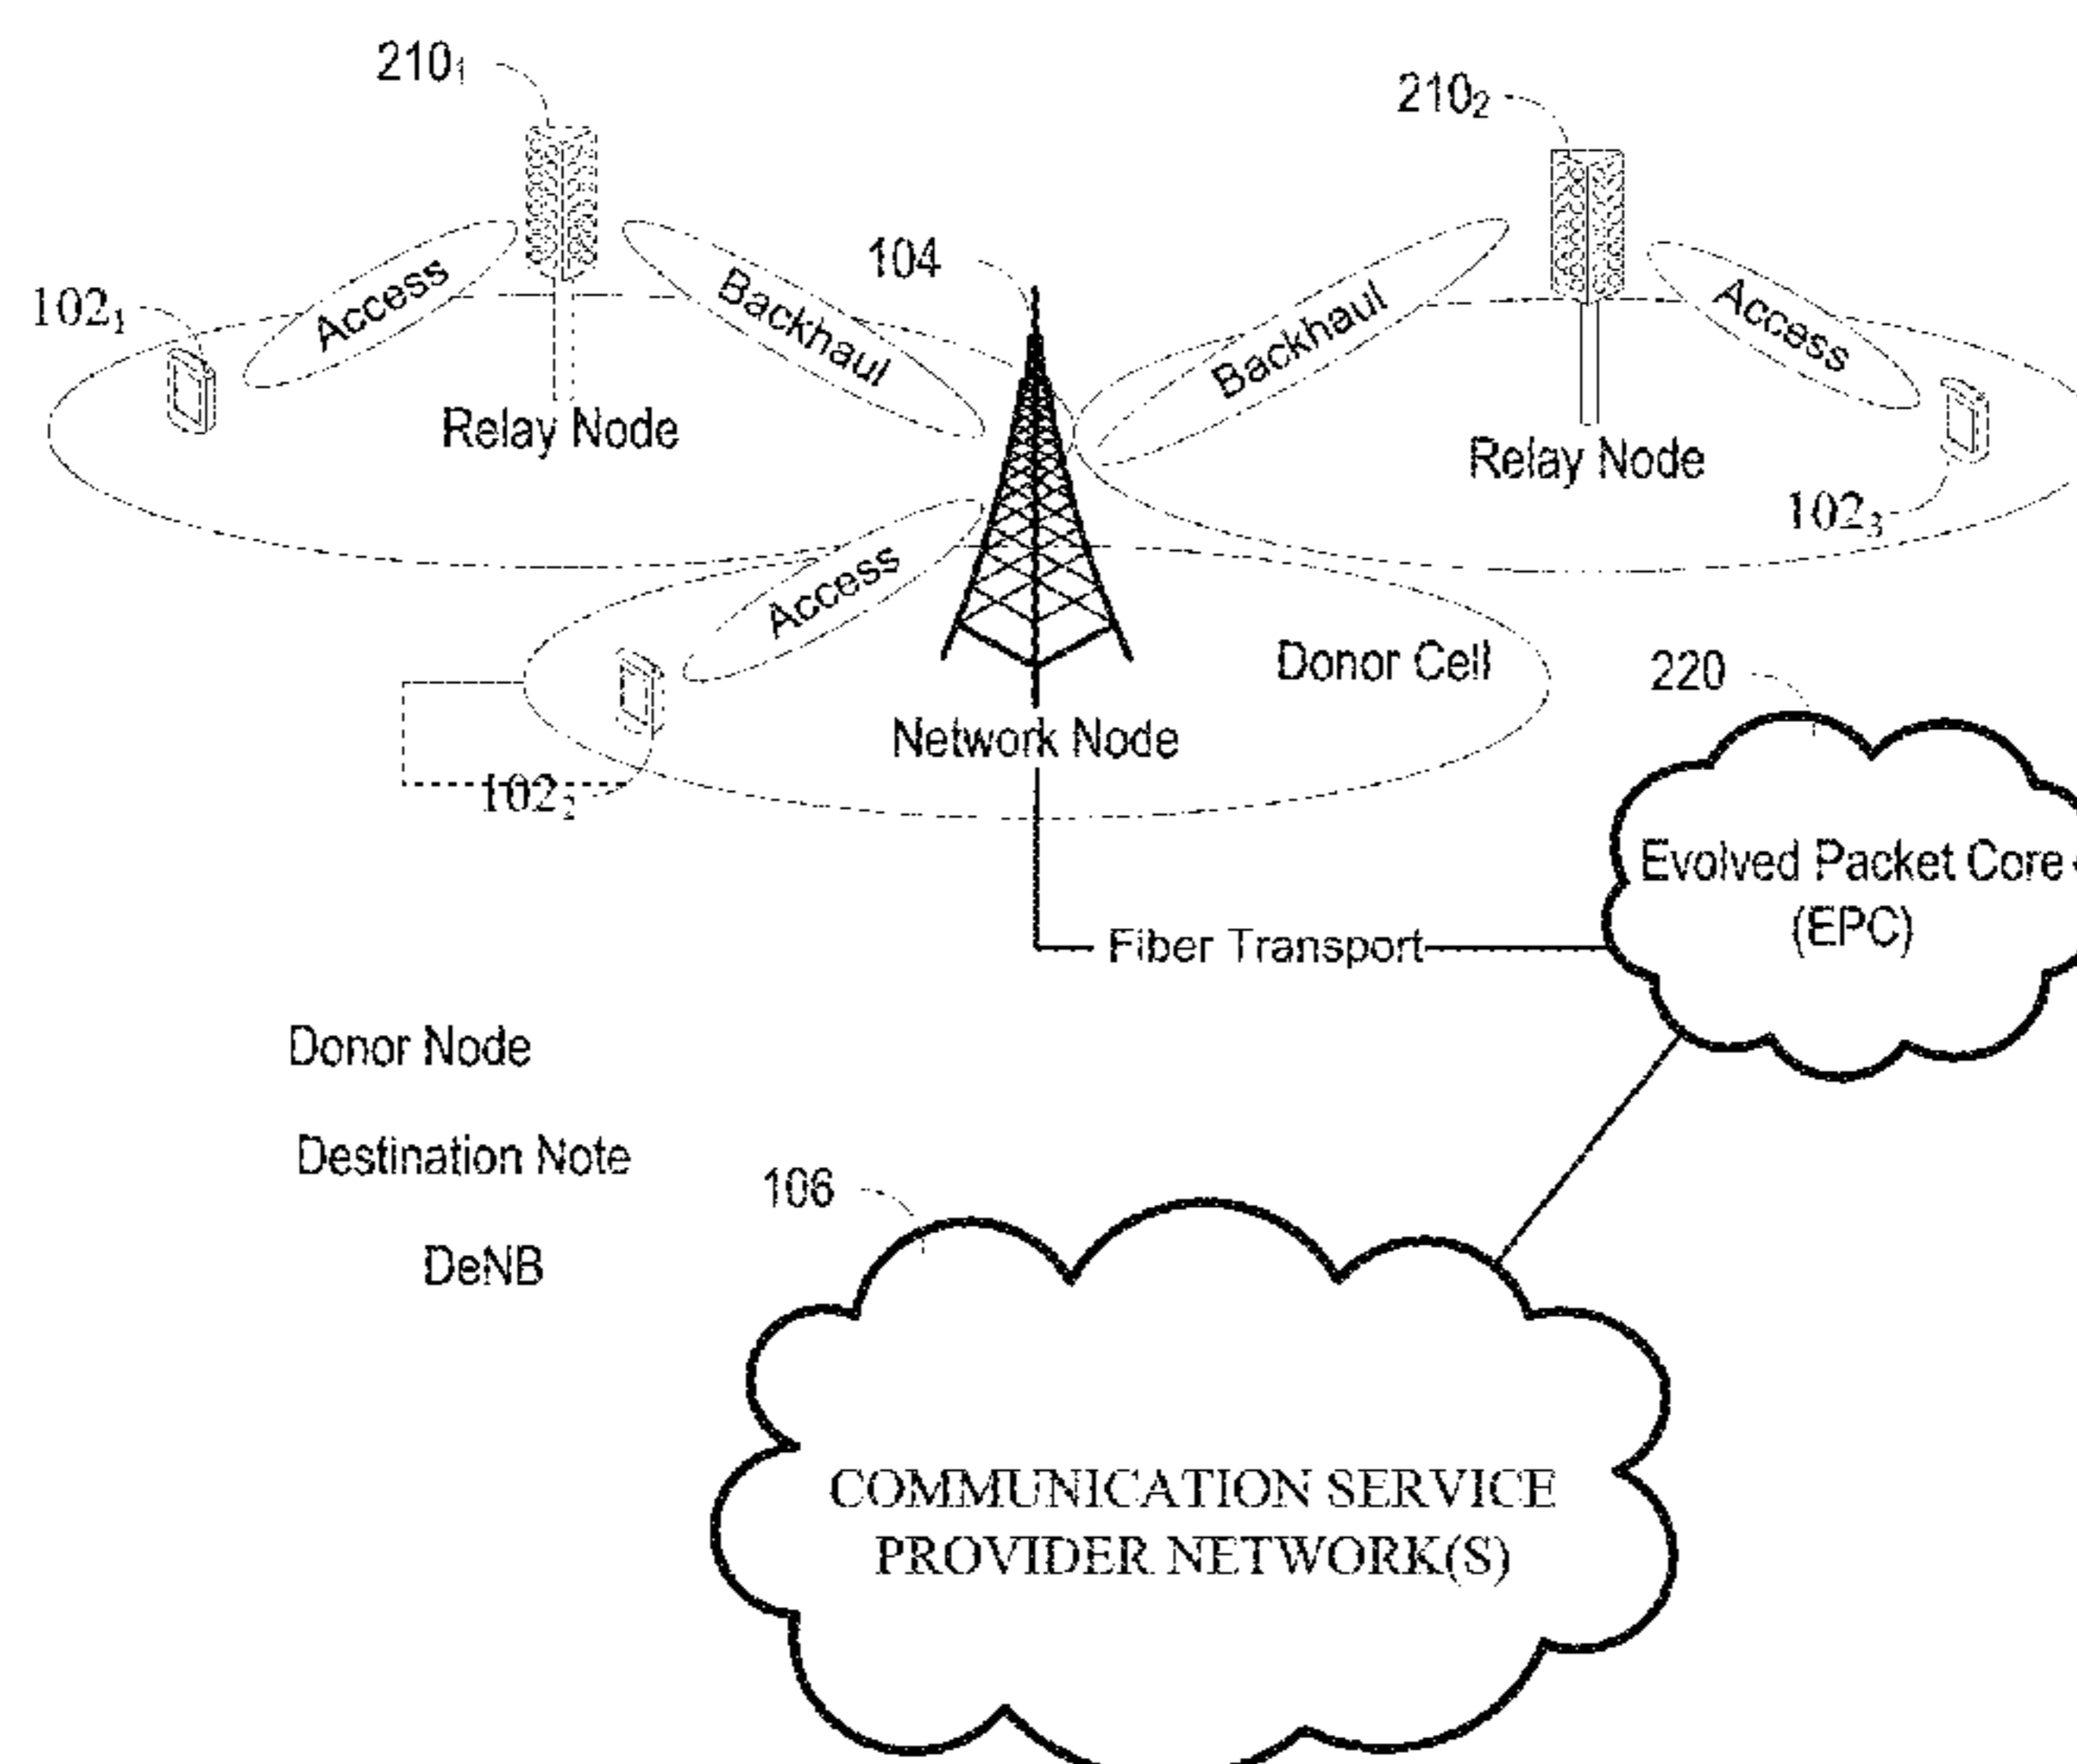 210₁
210₂
104
102₁
Access
Backhaul
Backhaul
Access
Relay Node
Relay Node
102₃
Access
Donor Cell
220
Network Node
102₂
Evolved Packet Core
(EPC)
Fiber Transport
Donor Node
Destination Note
106
DeNB
COMMUNICATION SERVICE
PROVIDER NETWORK(S)